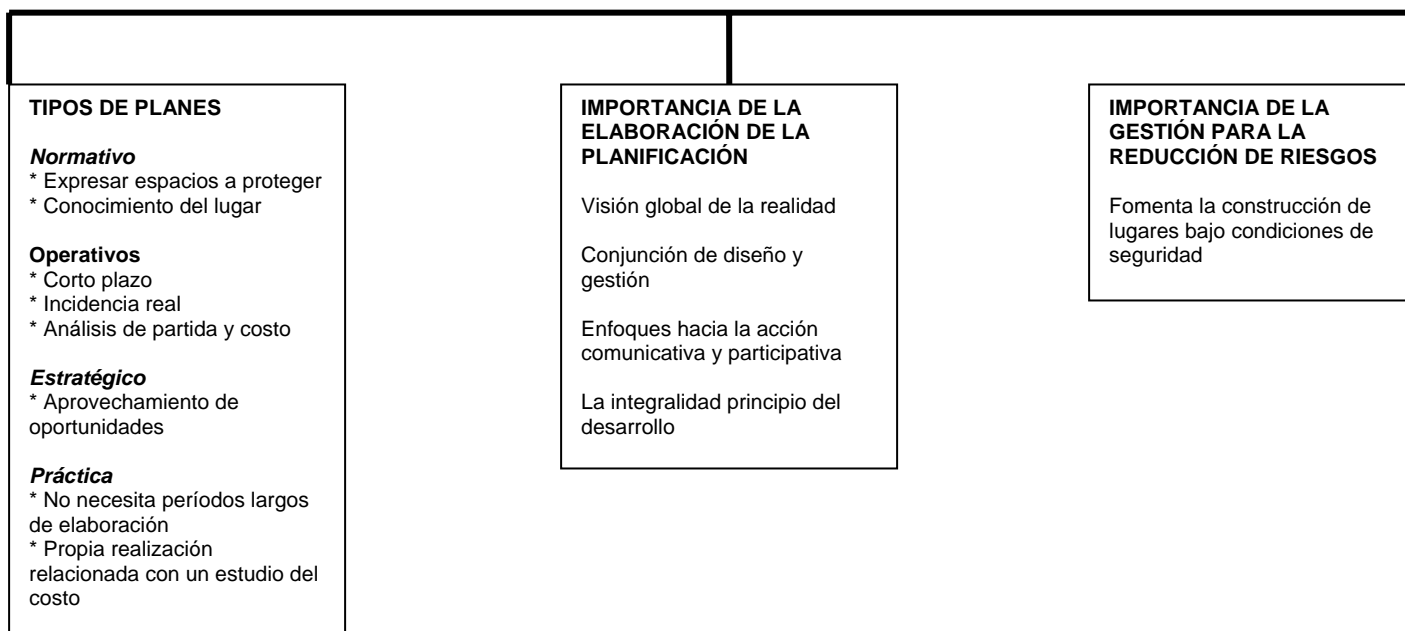 TIPOS DE PLANES
Normativo
* Expresar espacios a proteger
* Conocimiento del lugar
Operativos
* Corto plazo
* Incidencia real
* Análisis de partida y costo
Estratégico
* Aprovechamiento de
oportunidades
Práctica
* No necesita períodos largos
de elaboración
* Propia realización
relacionada con un estudio del
costo
IMPORTANCIA DE LA
ELABORACIÓN DE LA
PLANIFICACIÓN
Visión global de la realidad
Conjunción de diseño y
gestión
Enfoques hacia la acción
comunicativa y participativa
La integralidad principio del
desarrollo
IMPORTANCIA DE LA
GESTIÓN PARA LA
REDUCCIÓN DE RIESGOS
Fomenta la construcción de
lugares bajo condiciones de
seguridad